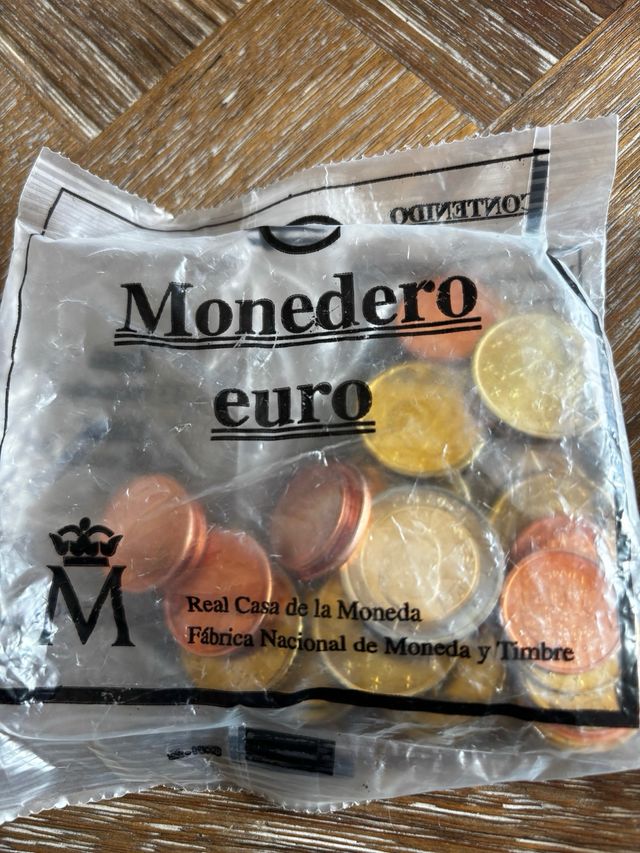 CONTENIDO
Monedero
euro
M
Real Casa de la Moneda
Fábrica Nacional de Moneda y Timbre